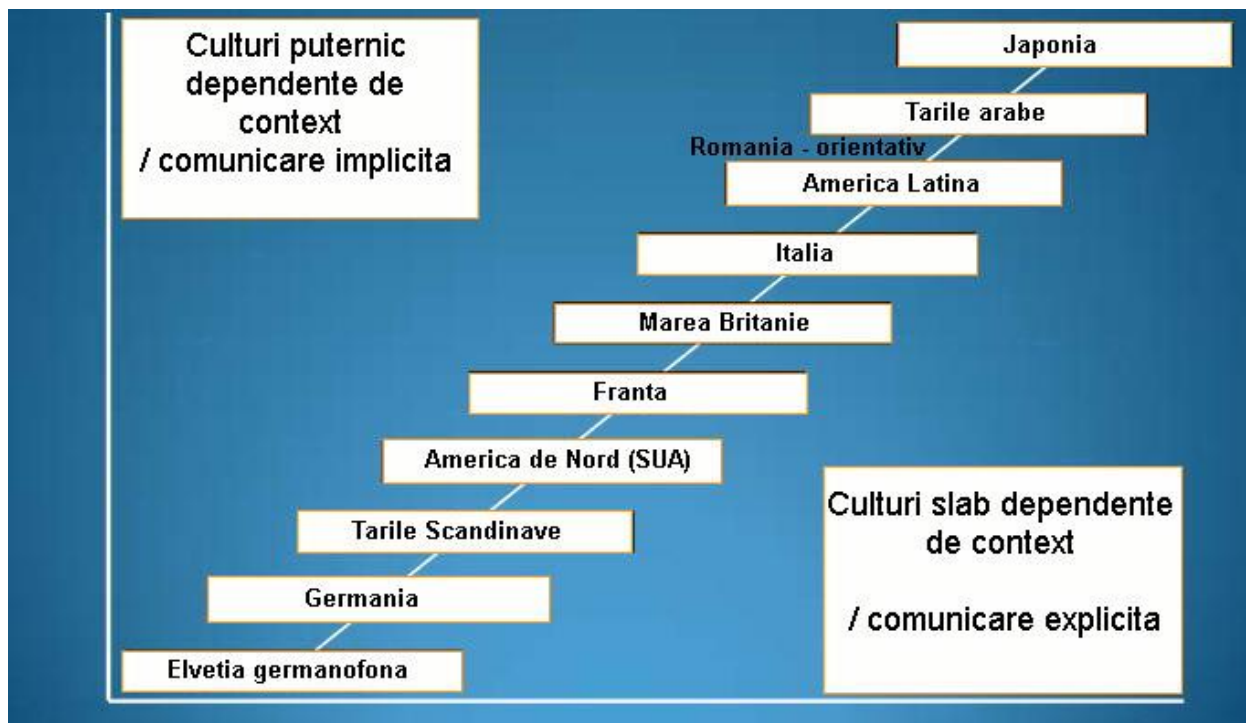 Culturi puternic
dependente de
context
/ comunicare implicita
Japonia
Tarile arabe
Romania - orientativ
America Latina
Italia
Marea Britanie
Franta
America de Nord (SUA)
Tarile Scandinave
Germania
Elvetia germanofona
Culturi slab dependente
de context
/ comunicare explicita